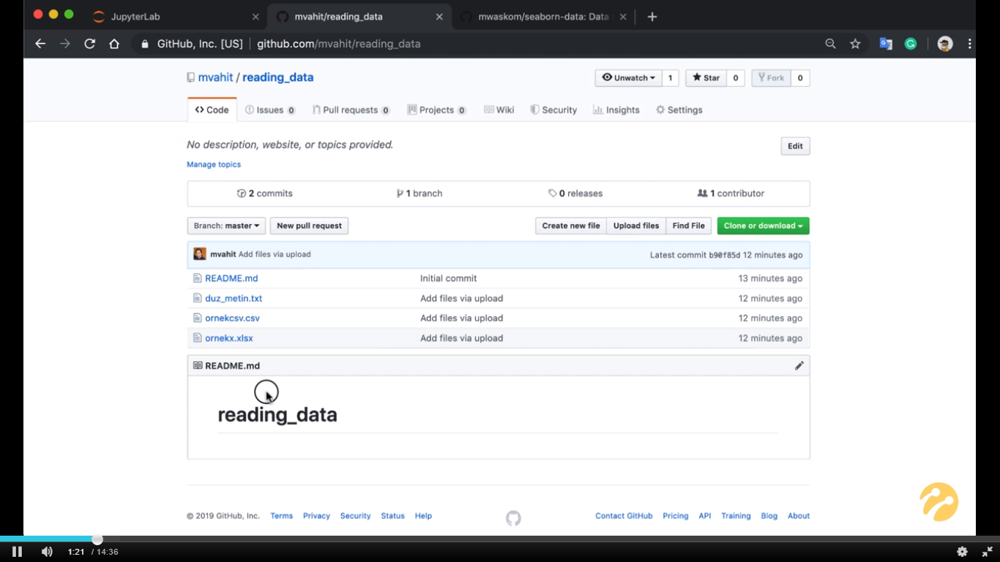 JupyterLab mvahit/reading_data mwaskom/seaborn-data: Data
GitHub, Inc. [US] github.com/mvahit/reading_data
mvahit / reading_data Unwatch 1 Star 0 Fork 0
Code Issues 0 Pull requests 0 Projects 0 Wiki Security Insights Settings
No description, website, or topics provided. Edit
Manage topics
2 commits 1 branch 0 releases 1 contributor
Branch: master New pull request Create new file Upload files Find File Clone or download
mvahit Add files via upload Latest commit b90f85d 12 minutes ago
README.md Initial commit 13 minutes ago
duz_metin.txt Add files via upload 12 minutes ago
ornekcsv.csv Add files via upload 12 minutes ago
ornekx.xlsx Add files via upload 12 minutes ago
README.md
reading_data
© 2019 GitHub, Inc. Terms Privacy Security Status Help Contact GitHub Pricing API Training Blog About
1:21 / 14:36